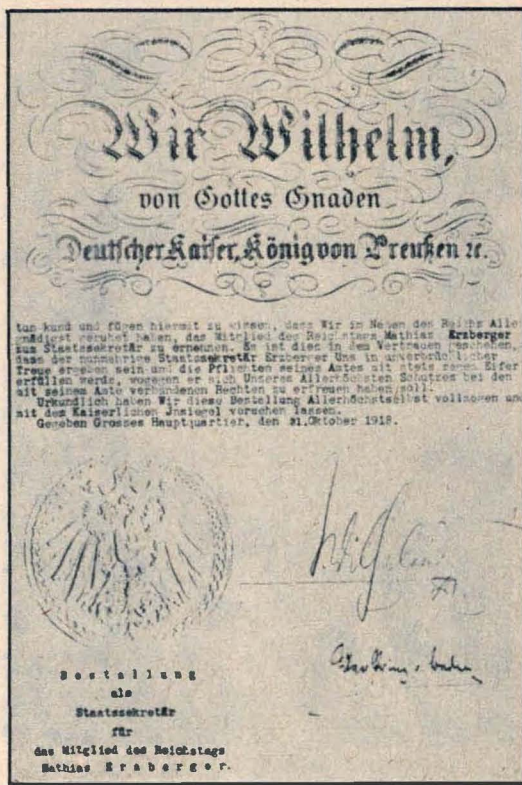 Wir Wilhelm,
von Gottes Gnaden
Deutscher Kaiser, König von Preußen ꝛc.
tun kund und fügen hiermit zu wissen, dass Wir im Namen des Reichs Aller
gnädigst geruhet haben, das Mitglied des Reichstags Mathias Erzberger
zum Staatssekretär zu ernennen. Es ist dies in dem Vertrauen geschehen,
dass der nunmehrige Staatssekretär Erzberger Uns in unverbrüchlicher
Treue ergeben sein und die Pflichten seines Amtes mit stets regem Eifer
erfüllen werde, wogegen er sich Unseres Allerhöchsten Schutzes bei den
mit seinem Amte verbundenen Rechten zu erfreuen haben soll.
Urkundlich haben Wir diese Bestellung Allerhöchstselbst vollzogen und
mit dem Kaiserlichen Jnsiegel versehen lassen.
Gegeben Grosses Hauptquartier, den 31.Oktober 1918.
Wilhelm
Bestallung
als
Staatssekretär
für
das Mitglied des Reichstags
Mathias Erzberger.